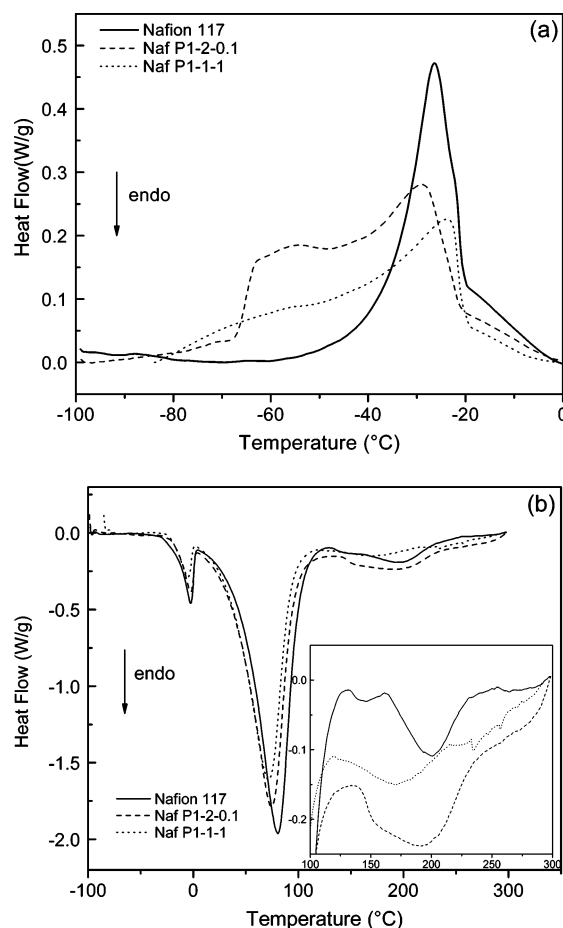 (a)
Nafion 117
Naf P1-2-0.1
Naf P1-1-1
endo
Heat Flow(W/g)
0.5
0.4
0.3
0.2
0.1
0.0
-100 -80 -60 -40 -20 0
Temperature (°C)
(b)
0.0
-0.5
-1.0
-1.5
-2.0
Heat Flow (W/g)
endo
Nafion 117
Naf P1-2-0.1
Naf P1-1-1
0.0
-0.1
-0.2
100 150 200 250 300
-100 0 100 200 300
Temperature (°C)